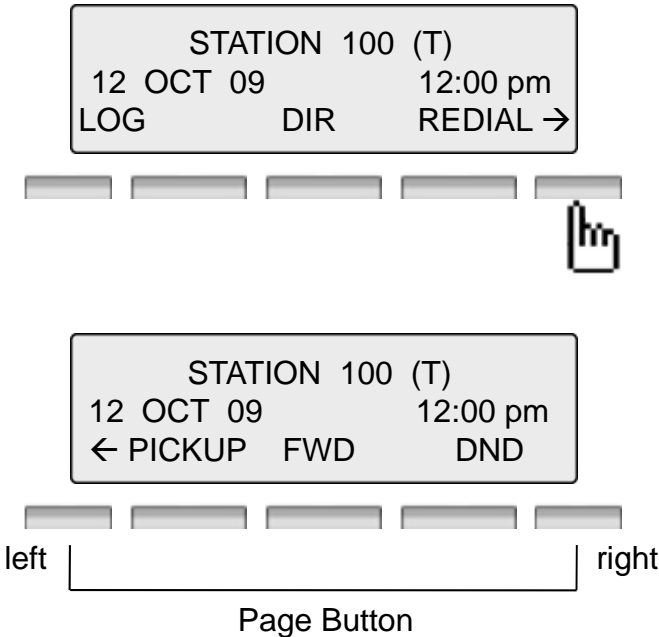 STATION 100 (T)
12 OCT 09 12:00 pm
LOG DIR REDIAL →
STATION 100 (T)
12 OCT 09 12:00 pm
← PICKUP FWD DND
left right
Page Button